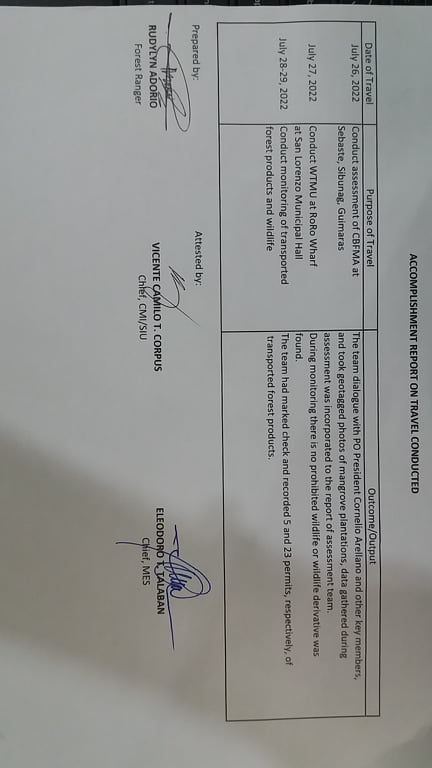 ACCOMPLISHMENT REPORT ON TRAVEL CONDUCTED
Date of Travel Purpose of Travel Outcome/Output
July 26, 2022 Conduct assessment of CBFMA at The team dialogue with PO President Cornelio Arellano and other key members,
Sebaste, Sibunag, Guimaras and took geotagged photos of mangrove plantations, data gathered during
assessment was incorporated to the report of assessment team.
July 27, 2022 Conduct WTMU at RoRo Wharf During monitoring there is no prohibited wildlife or wildlife derivative was
at San Lorenzo Municipal Hall found.
July 28-29, 2022 Conduct monitoring of transported The team had marked check and recorded 5 and 23 permits, respectively, of
forest products and wildlife transported forest products.
Prepared by: Attested by:
RUDYLYN ADORIO VICENTE CAMILO T. CORPUS ELEODORO T. TALABAN
Forest Ranger Chief, CMI/SIU Chief, MES